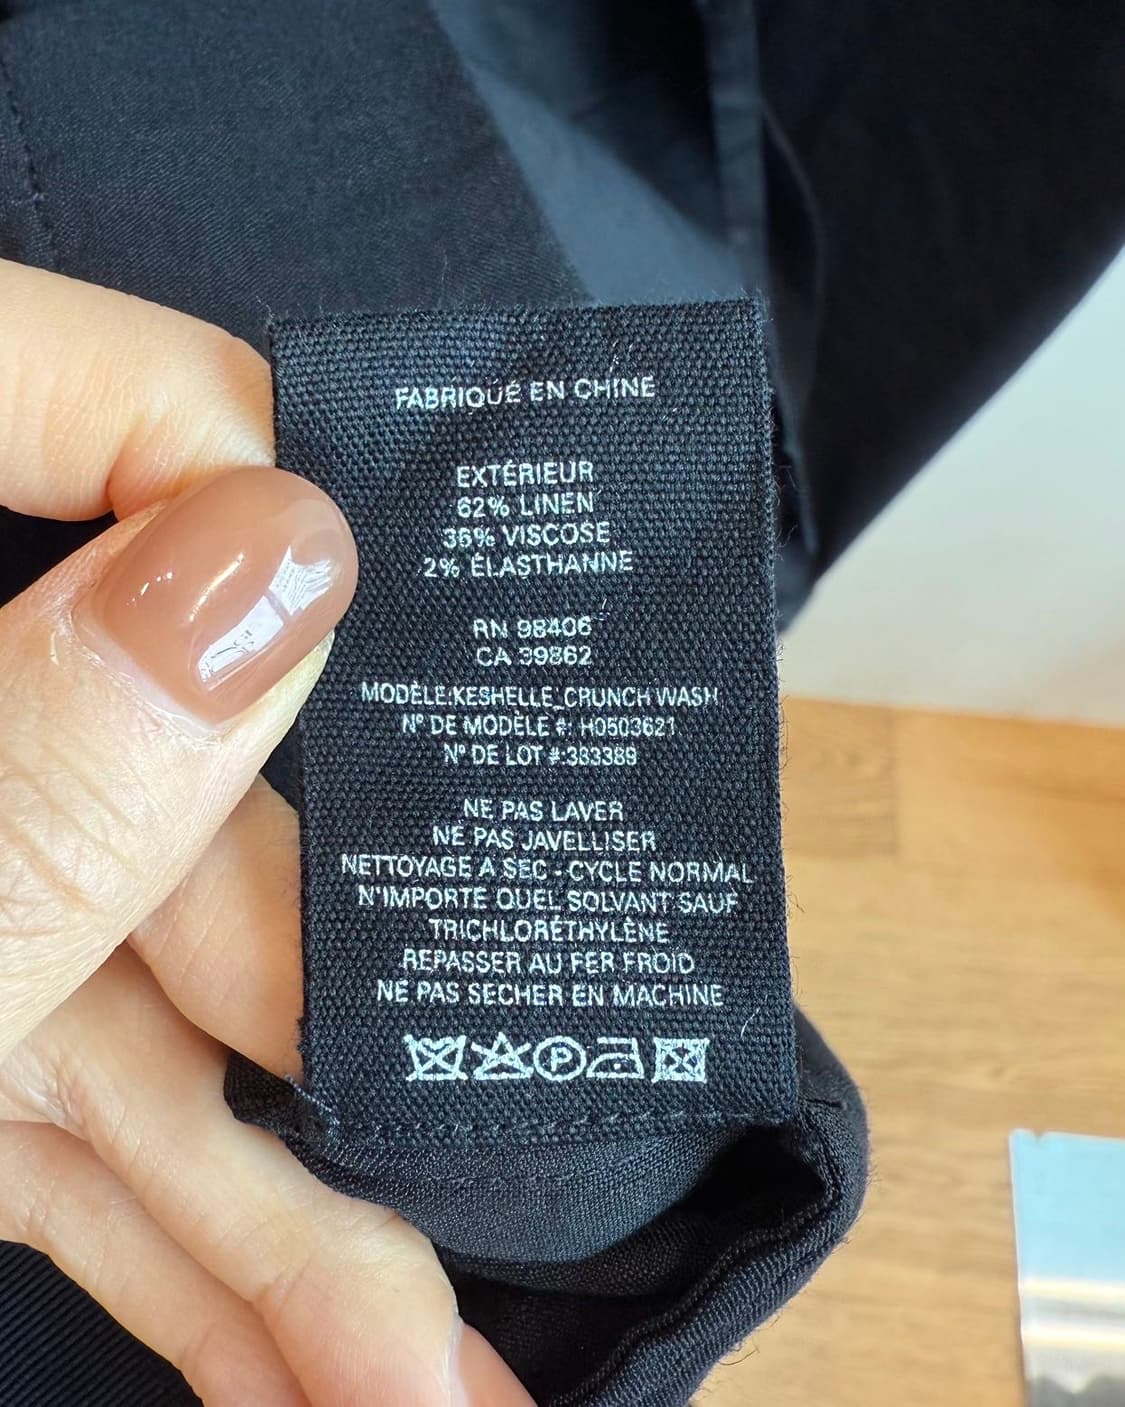 FABRIQUÉ EN CHINE
EXTÉRIEUR
62% LINEN
36% VISCOSE
2% ÉLASTHANNE
RN 98406
CA 39862
MODÈLE:KESHELLE_CRUNCH WASH
N° DE MODÈLE #: H0503621
N° DE LOT #:383389
NE PAS LAVER
NE PAS JAVELLISER
NETTOYAGE A SEC - CYCLE NORMAL
N'IMPORTE QUEL SOLVANT SAUF
TRICHLORÉTHYLÈNE
REPASSER AU FER FROID
NE PAS SECHER EN MACHINE
P